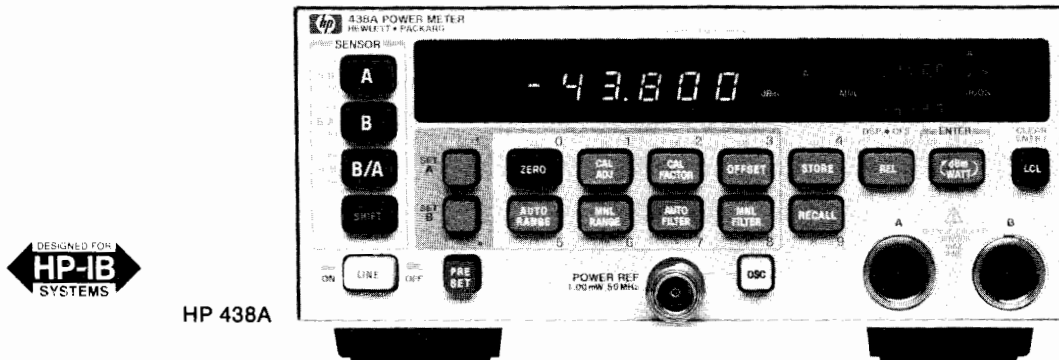 hp 438A POWER METER
HEWLETT • PACKARD
SENSOR
A
B
B/A
SHIFT
-43.800 dBm
SET A
SET B
0 1 2 3 4
ZERO
CAL ADJ
CAL FACTOR
OFFSET
STORE
REL
dBm/WATT
LCL
ENTER
CLEAR ENTRY
AUTO RANGE
MNL RANGE
AUTO FILTER
MNL FILTER
RECALL
5 6 7 8 9
ON
LINE
OFF
PRE SET
POWER REF
1.00 mW 50 MHz
OSC
A
B
DESIGNED FOR
HP-IB
SYSTEMS
HP 438A